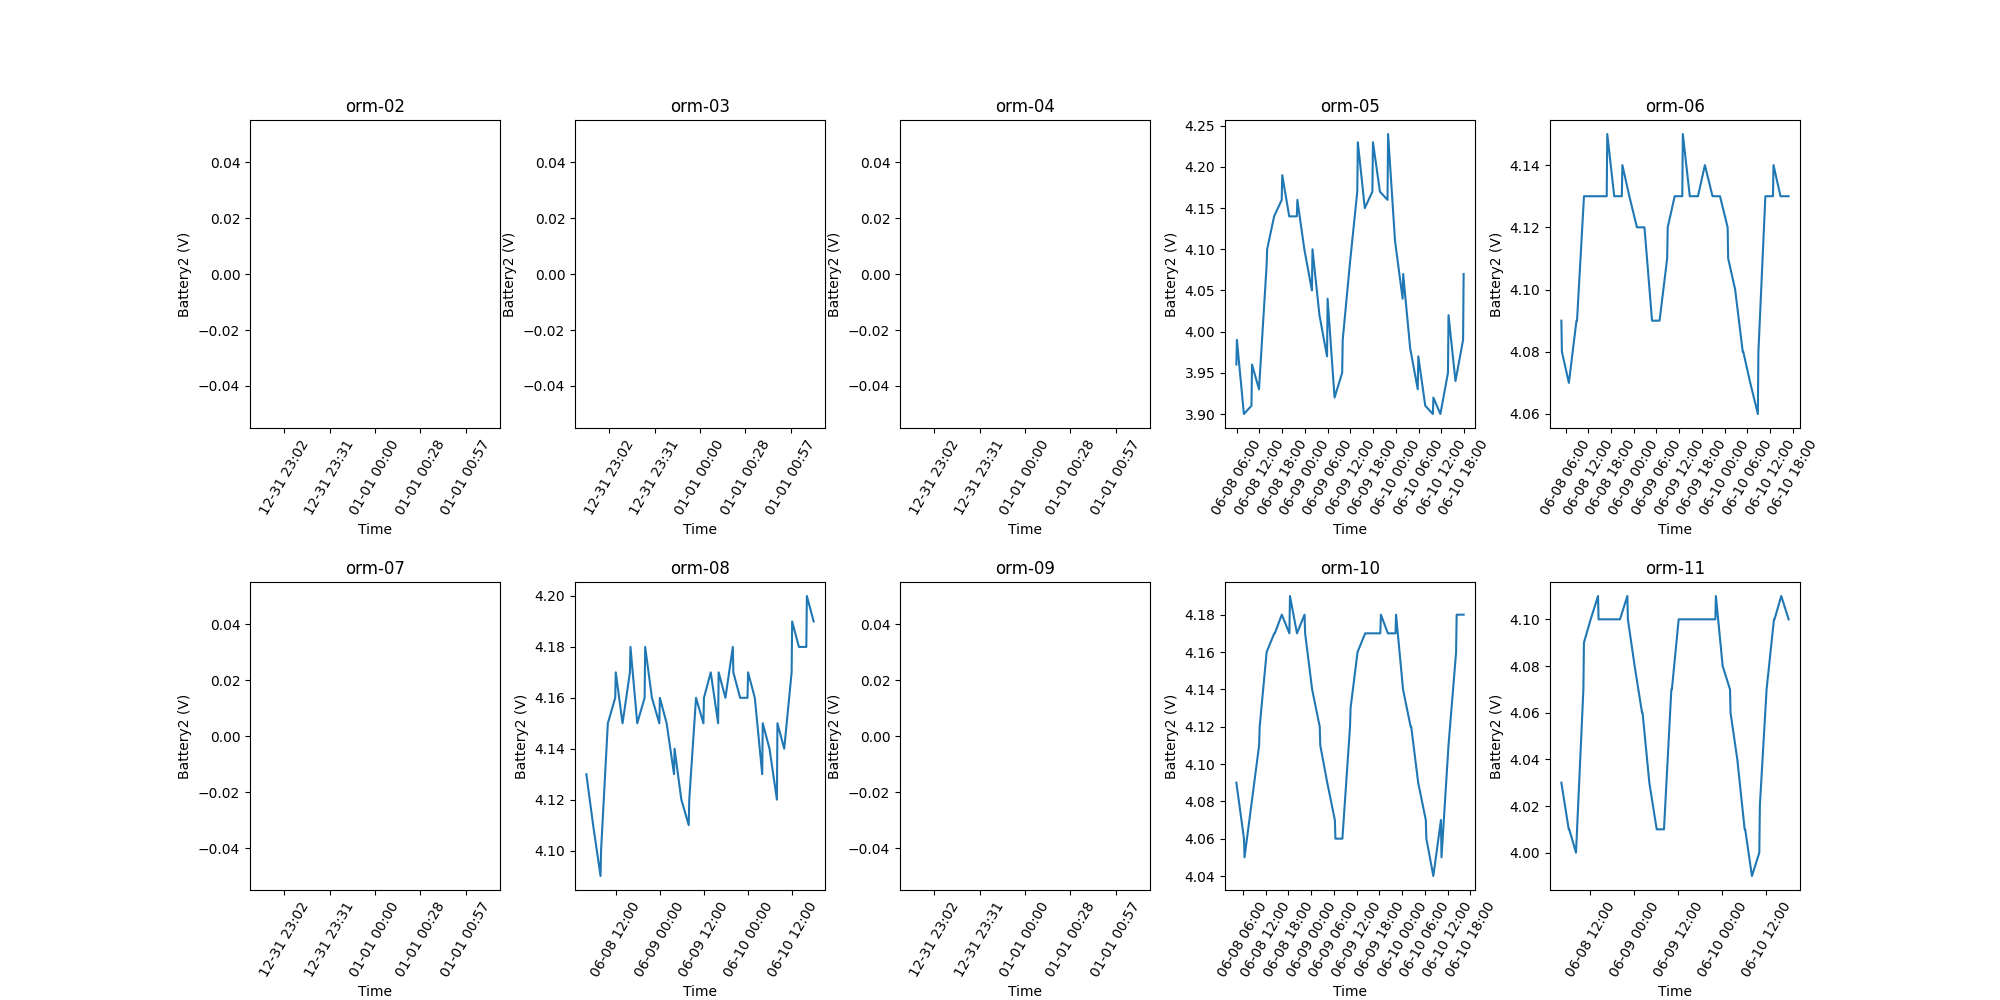 orm-02 orm-03 orm-04 orm-05 orm-06
Battery2 (V)
0.04
0.02
0.00
−0.02
−0.04
12-31 23:02 12-31 23:31 01-01 00:00 01-01 00:28 01-01 00:57
Time
Battery2 (V)
0.04
0.02
0.00
−0.02
−0.04
12-31 23:02 12-31 23:31 01-01 00:00 01-01 00:28 01-01 00:57
Time
Battery2 (V)
0.04
0.02
0.00
−0.02
−0.04
12-31 23:02 12-31 23:31 01-01 00:00 01-01 00:28 01-01 00:57
Time
Battery2 (V)
4.25
4.20
4.15
4.10
4.05
4.00
3.95
3.90
06-08 06:00 06-08 12:00 06-08 18:00 06-09 00:00 06-09 06:00 06-09 12:00 06-09 18:00 06-10 00:00 06-10 06:00 06-10 12:00 06-10 18:00
Time
Battery2 (V)
4.14
4.12
4.10
4.08
4.06
06-08 06:00 06-08 12:00 06-08 18:00 06-09 00:00 06-09 06:00 06-09 12:00 06-09 18:00 06-10 00:00 06-10 06:00 06-10 12:00 06-10 18:00
Time
orm-07 orm-08 orm-09 orm-10 orm-11
Battery2 (V)
0.04
0.02
0.00
−0.02
−0.04
12-31 23:02 12-31 23:31 01-01 00:00 01-01 00:28 01-01 00:57
Time
Battery2 (V)
4.20
4.18
4.16
4.14
4.12
4.10
06-08 12:00 06-09 00:00 06-09 12:00 06-10 00:00 06-10 12:00
Time
Battery2 (V)
0.04
0.02
0.00
−0.02
−0.04
12-31 23:02 12-31 23:31 01-01 00:00 01-01 00:28 01-01 00:57
Time
Battery2 (V)
4.18
4.16
4.14
4.12
4.10
4.08
4.06
4.04
06-08 06:00 06-08 12:00 06-08 18:00 06-09 00:00 06-09 06:00 06-09 12:00 06-09 18:00 06-10 00:00 06-10 06:00 06-10 12:00 06-10 18:00
Time
Battery2 (V)
4.10
4.08
4.06
4.04
4.02
4.00
06-08 12:00 06-09 00:00 06-09 12:00 06-10 00:00 06-10 12:00
Time